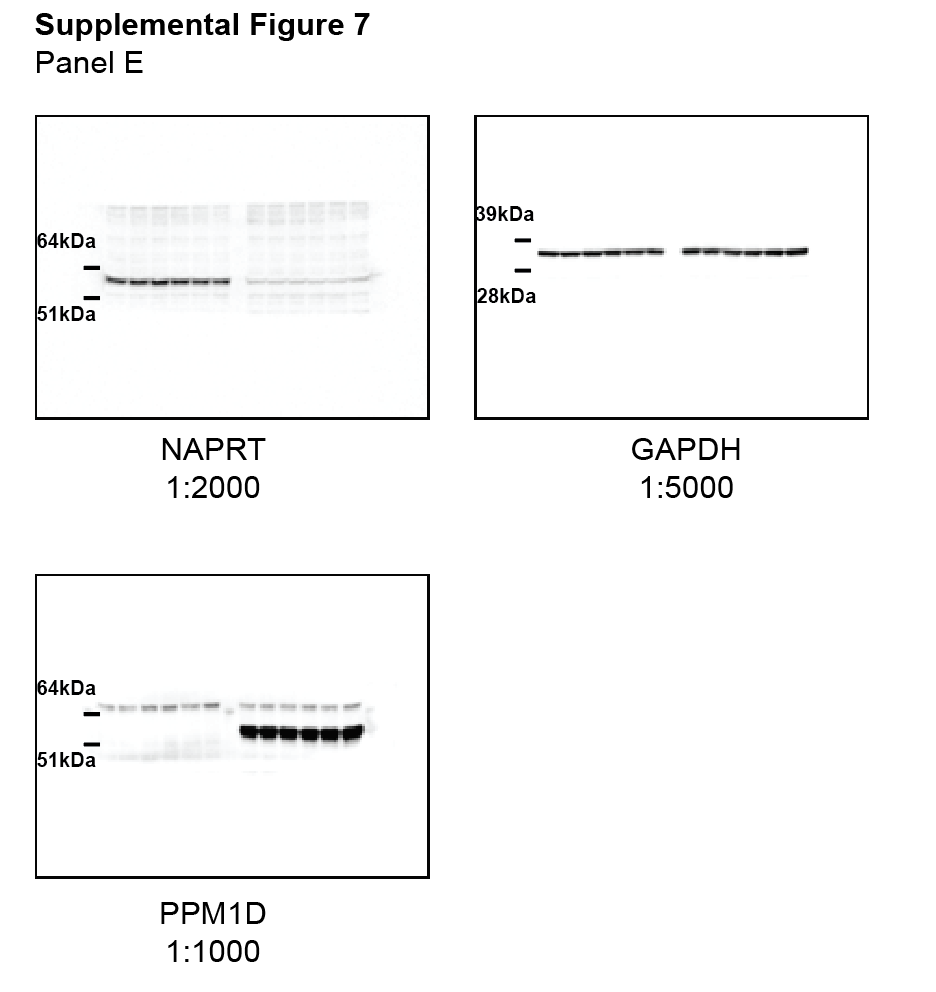 Supplemental Figure 7
Panel E
64kDa
51kDa
NAPRT
1:2000
39kDa
28kDa
GAPDH
1:5000
64kDa
51kDa
PPM1D
1:1000